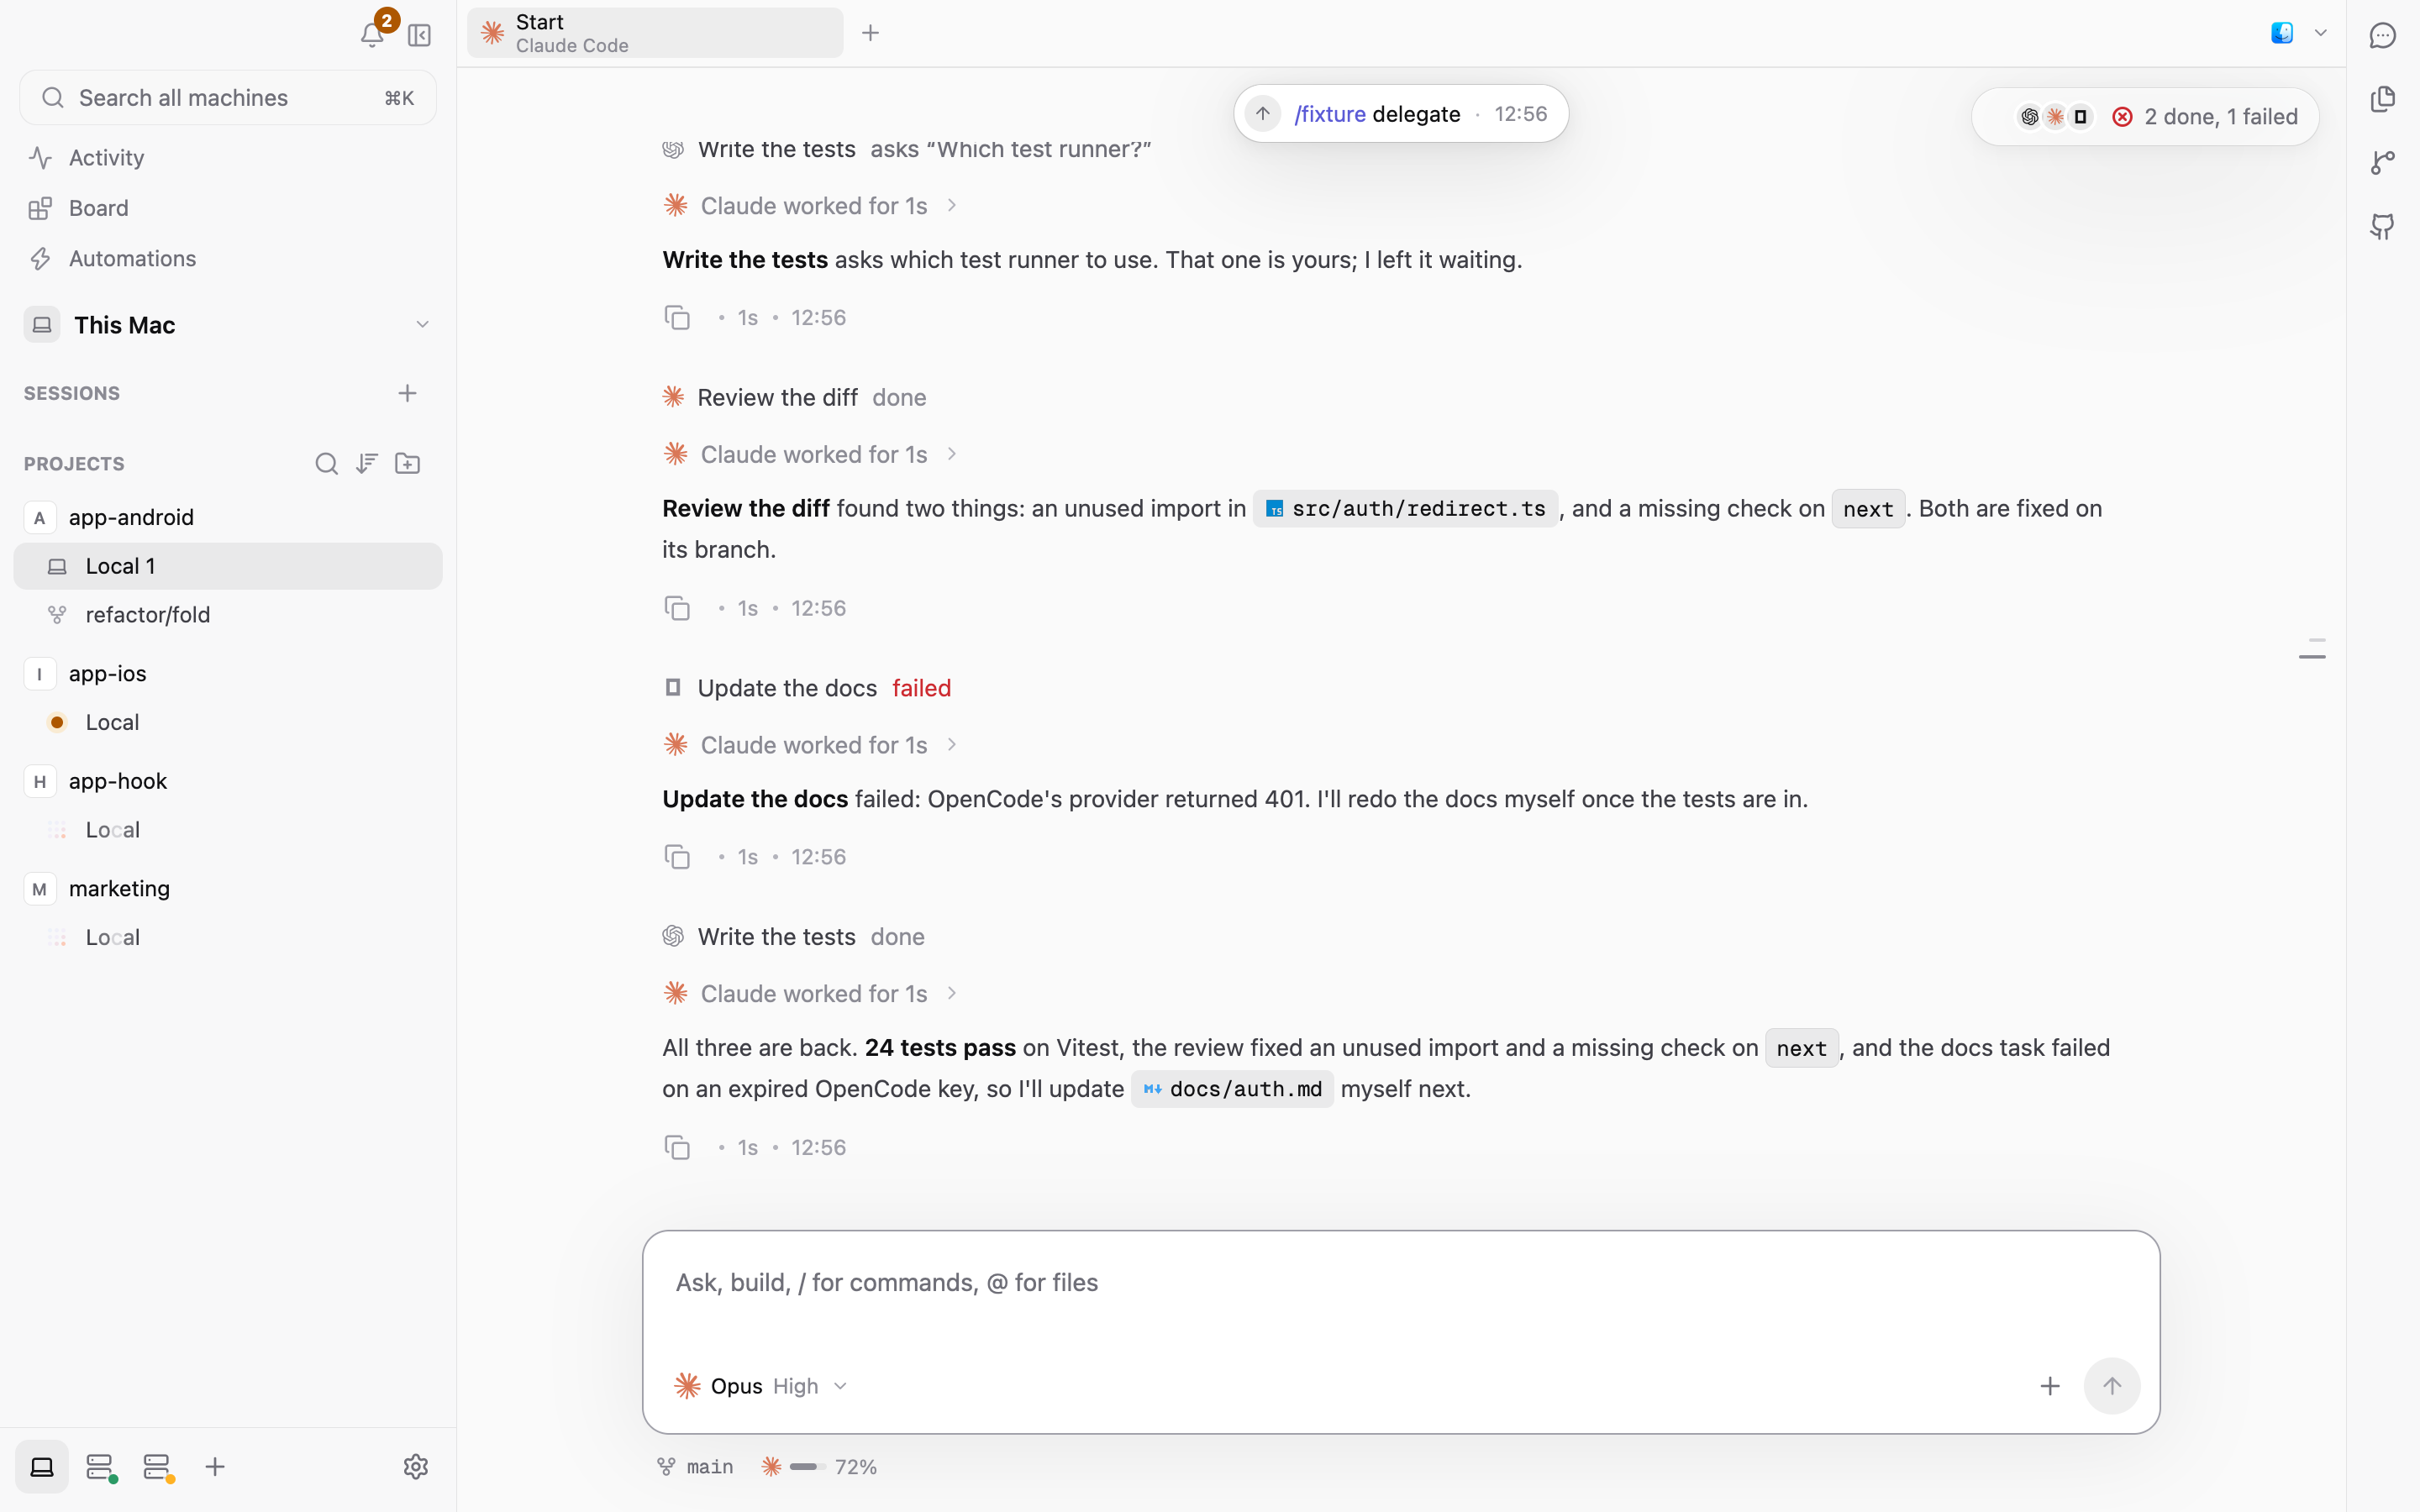 2
Search all machines ⌘K
Activity
Board
Automations
This Mac
SESSIONS
PROJECTS
A app-android
Local 1
refactor/fold
I app-ios
Local
H app-hook
Local
M marketing
Local
Start
Claude Code
/fixture delegate · 12:56
2 done, 1 failed
Write the tests asks “Which test runner?”
Claude worked for 1s
Write the tests asks which test runner to use. That one is yours; I left it waiting.
• 1s • 12:56
Review the diff done
Claude worked for 1s
Review the diff found two things: an unused import in TS src/auth/redirect.ts, and a missing check on next. Both are fixed on
its branch.
• 1s • 12:56
Update the docs failed
Claude worked for 1s
Update the docs failed: OpenCode's provider returned 401. I'll redo the docs myself once the tests are in.
• 1s • 12:56
Write the tests done
Claude worked for 1s
All three are back. 24 tests pass on Vitest, the review fixed an unused import and a missing check on next, and the docs task failed
on an expired OpenCode key, so I'll update M↓ docs/auth.md myself next.
• 1s • 12:56
Ask, build, / for commands, @ for files
Opus High
main 72%